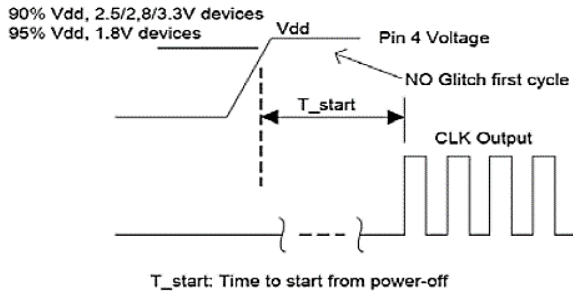 90% Vdd, 2.5/2,8/3.3V devices
95% Vdd, 1.8V devices
Vdd
Pin 4 Voltage
NO Glitch first cycle
T_start
CLK Output
T_start: Time to start from power-off